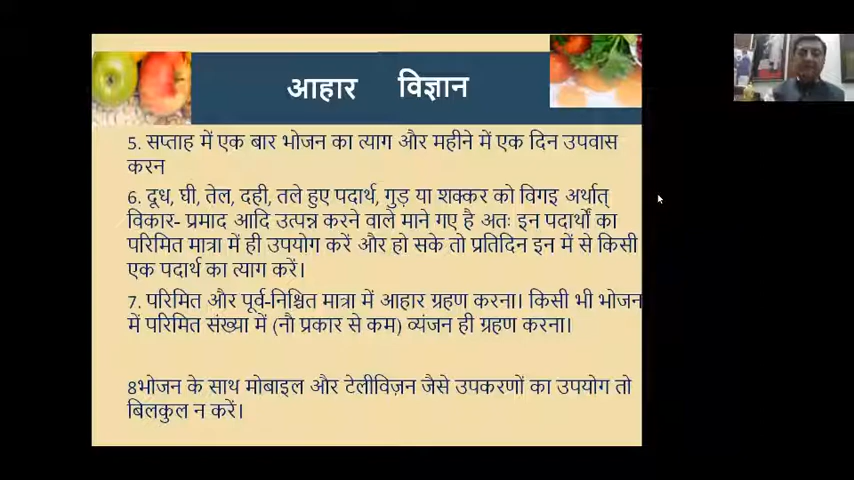 आहार विज्ञान
5. सप्ताह में एक बार भोजन का त्याग और महीने में एक दिन उपवास
करन
6. दूध, घी, तेल, दही, तले हुए पदार्थ, गुड़ या शक्कर को विगइ अर्थात्
विकार- प्रमाद आदि उत्पन्न करने वाले माने गए है अतः इन पदार्थों का
परिमित मात्रा में ही उपयोग करें और हो सके तो प्रतिदिन इन में से किसी
एक पदार्थ का त्याग करें।
7. परिमित और पूर्व-निश्चित मात्रा में आहार ग्रहण करना। किसी भी भोजन
में परिमित संख्या में (नौ प्रकार से कम) व्यंजन ही ग्रहण करना।
8भोजन के साथ मोबाइल और टेलीविज़न जैसे उपकरणों का उपयोग तो
बिलकुल न करें।